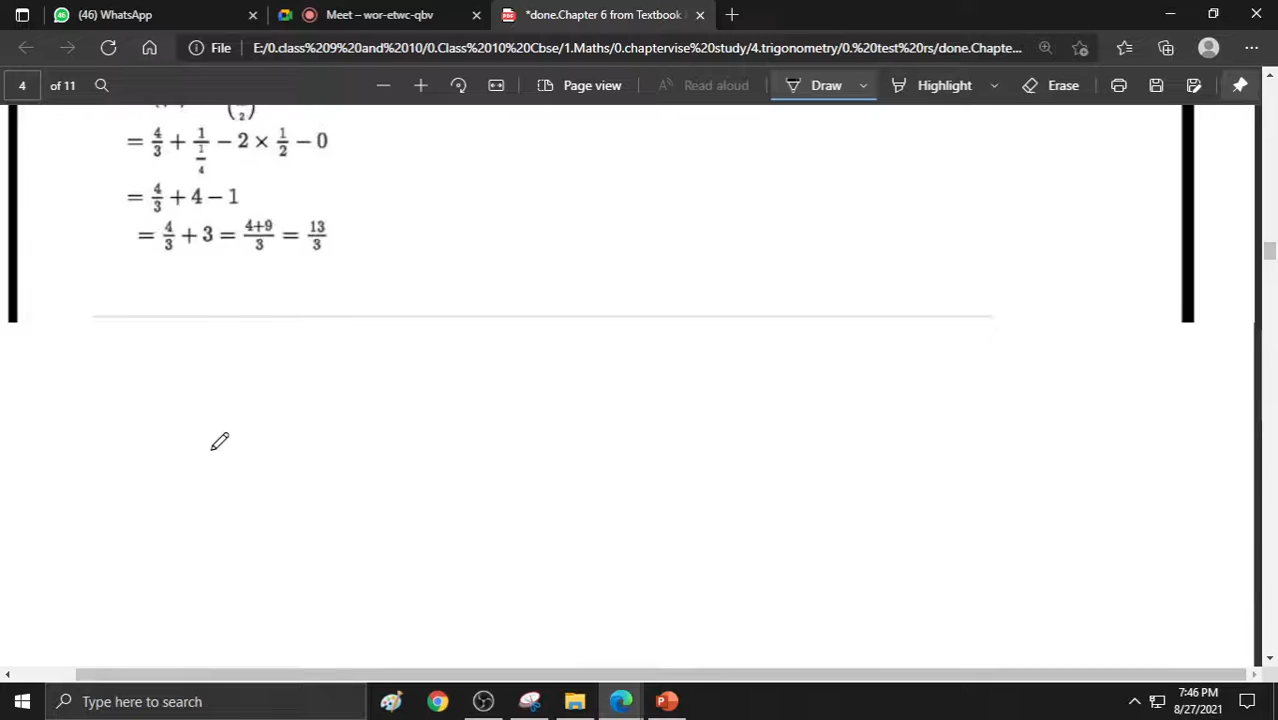 46 (46) WhatsApp
Meet – wor-etwc-qbv
PDF *done.Chapter 6 from Textbook
File E:/0.class%209%20and%2010/0.Class%2010%20Cbse/1.Maths/0.chaptervise%20study/4.trigonometry/0.%20test%20rs/done.Chapte...
4 of 11 Page view Read aloud Draw Highlight Erase
= 4/3 + 1/(1/4) − 2 × 1/2 − 0
= 4/3 + 4 − 1
= 4/3 + 3 = (4+9)/3 = 13/3
Type here to search
7:46 PM
8/27/2021